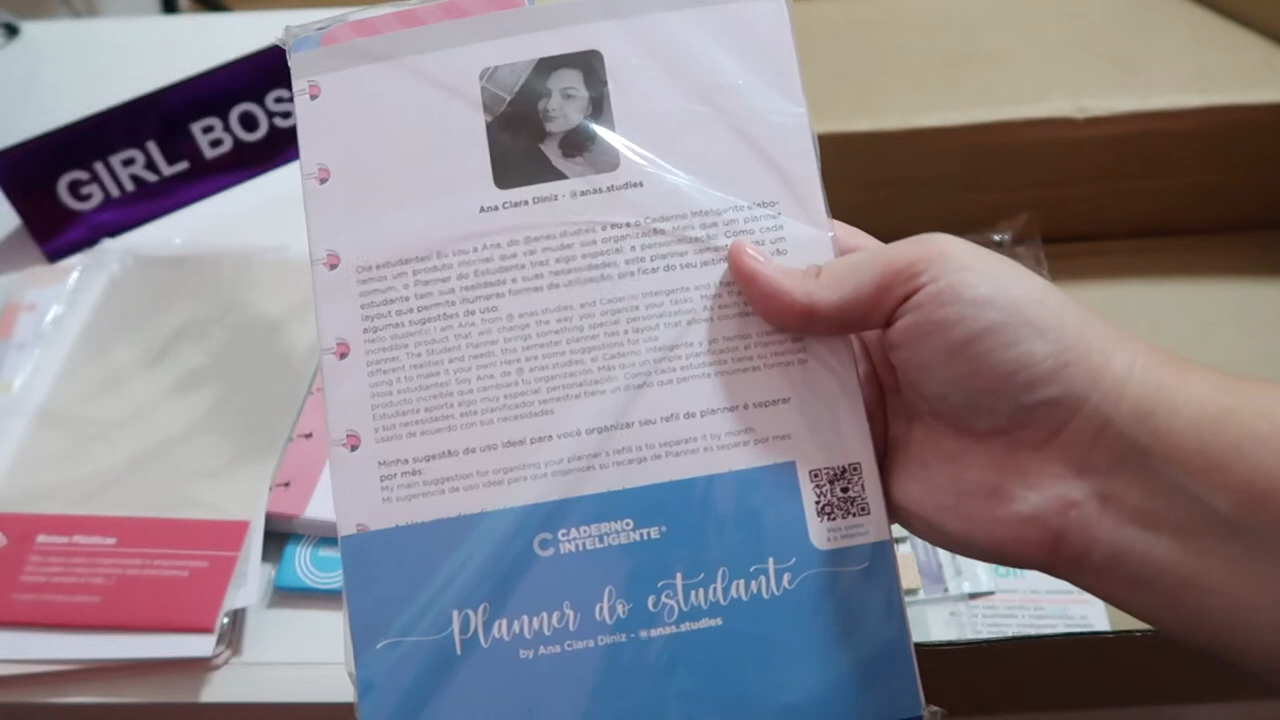 GIRL BOS
Ana Clara Diniz - @anas.studies
Olá estudantes! Eu sou a Ana, do @anas.studies, e eu e o Caderno Inteligente elabo-
ramos um produto incrível que vai mudar sua organização. Mais que um planner
comum, o Planner do Estudante traz algo especial: a personalização. Como cada
estudante tem sua realidade e suas necessidades, este planner az um
layout que permite inúmeras formas de utilização, pra ficar do seu jeitin vão
algumas sugestões de uso:
Hello students! I am Ana, from @ anas.studies, and Caderno Inteligente and I
incredible product that will change the way you organize your tasks. More
planner, The Student Planner brings something special: personalization. As each
different realities and needs, this semester planner has a layout that allows
using it to make it your own! Here are some suggestions for use
¡Hola estudiantes! Soy Ana, de @ anas.studies, el Caderno Inteligente y yo hemos
producto increíble que cambiará tu organización. Más que un simple planificador, el Planner de
Estudiante aporta algo muy especial: personalización. Como cada estudiante tiene su realidad
y sus necesidades, este planificador semestral tiene un diseño que permite innúmeras formas de
usarlo de acuerdo con sus necesidades
Minha sugestão de uso ideal para você organizar seu refil de planner é separar
por mês:
My main suggestion for organizing your planner's refill is to separate it by month.
Mi sugerencia de uso ideal para que organices su recarga de Planner es separar por mes
WE CI
Veja como
é o interior!
C CADERNO
INTELIGENTE®
Planner do estudante
by Ana Clara Diniz - @anas.studies